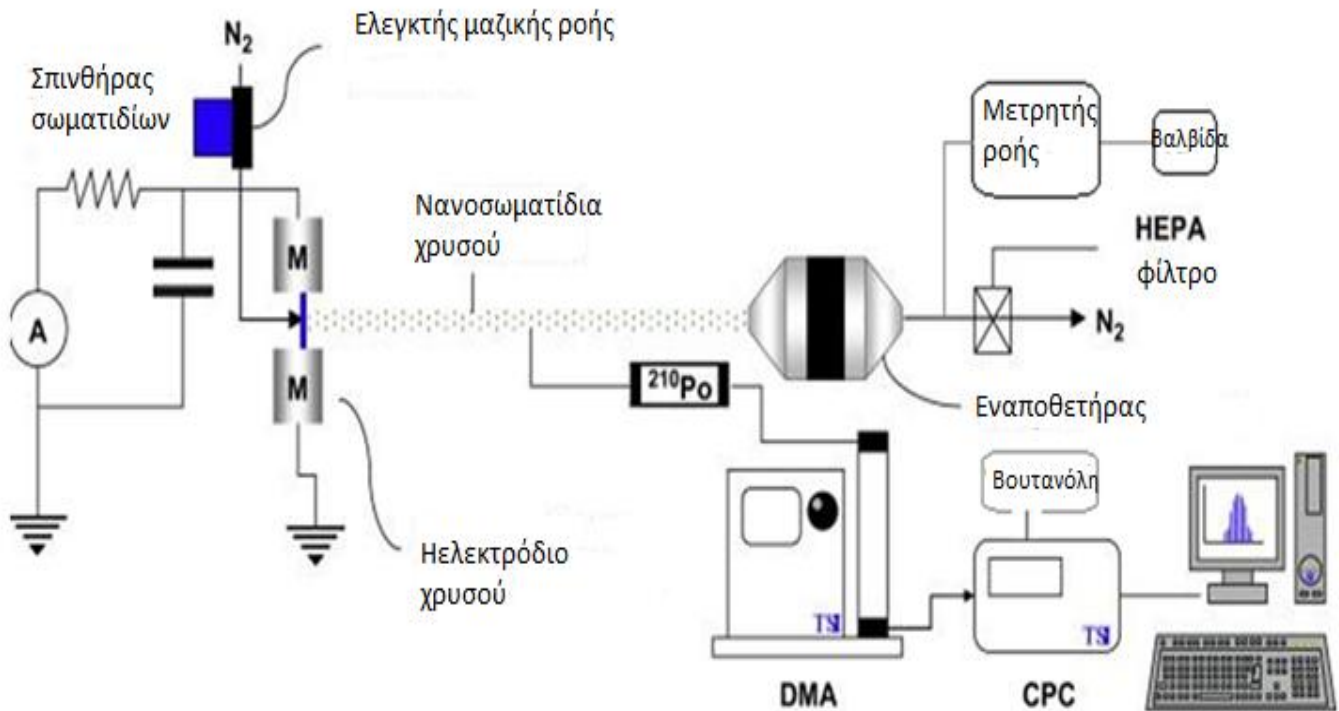 N₂
Ελεγκτής μαζικής ροής
Σπινθήρας
σωματιδίων
Μετρητής
ροής
Βαλβίδα
Νανοσωματίδια
χρυσού
M
HEPA
φίλτρο
A
N₂
M
²¹⁰Po
Εναποθετήρας
Βουτανόλη
Ηελεκτρόδιο
χρυσού
TSI
TSI
DMA
CPC